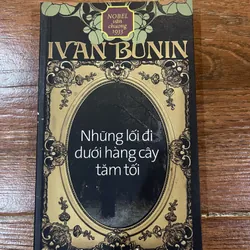 NOBEL
văn
chương
1933
IVAN BUNIN
Những lối đi
dưới hàng cây
tăm tối